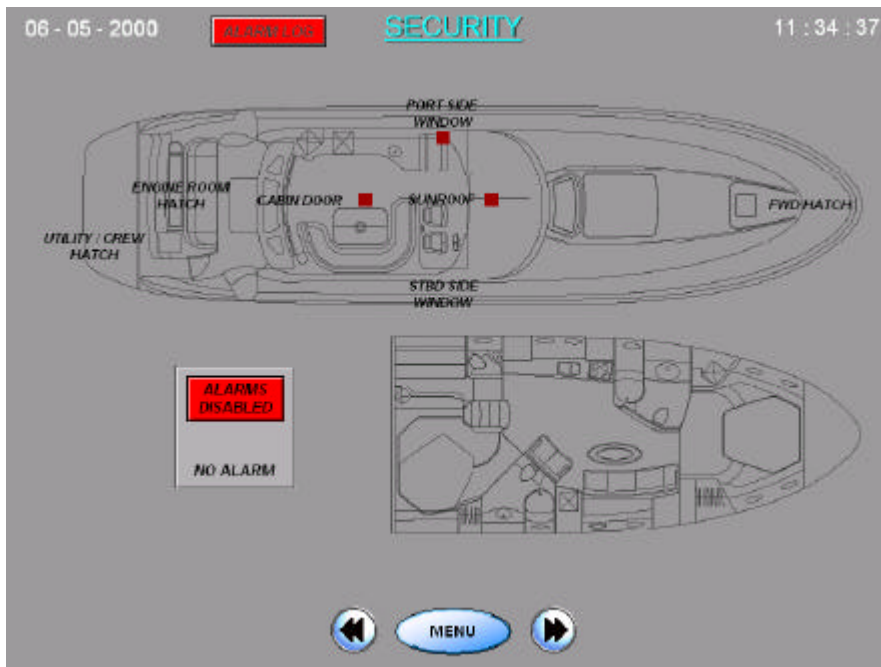 06 - 05 - 2000
ALARM LOG
SECURITY
11 : 34 : 37
PORT SIDE
WINDOW
ENGINE ROOM
HATCH
CABIN DOOR
SUNROOF
FWD HATCH
UTILITY / CREW
HATCH
STBD SIDE
WINDOW
ALARMS
DISABLED
NO ALARM
MENU